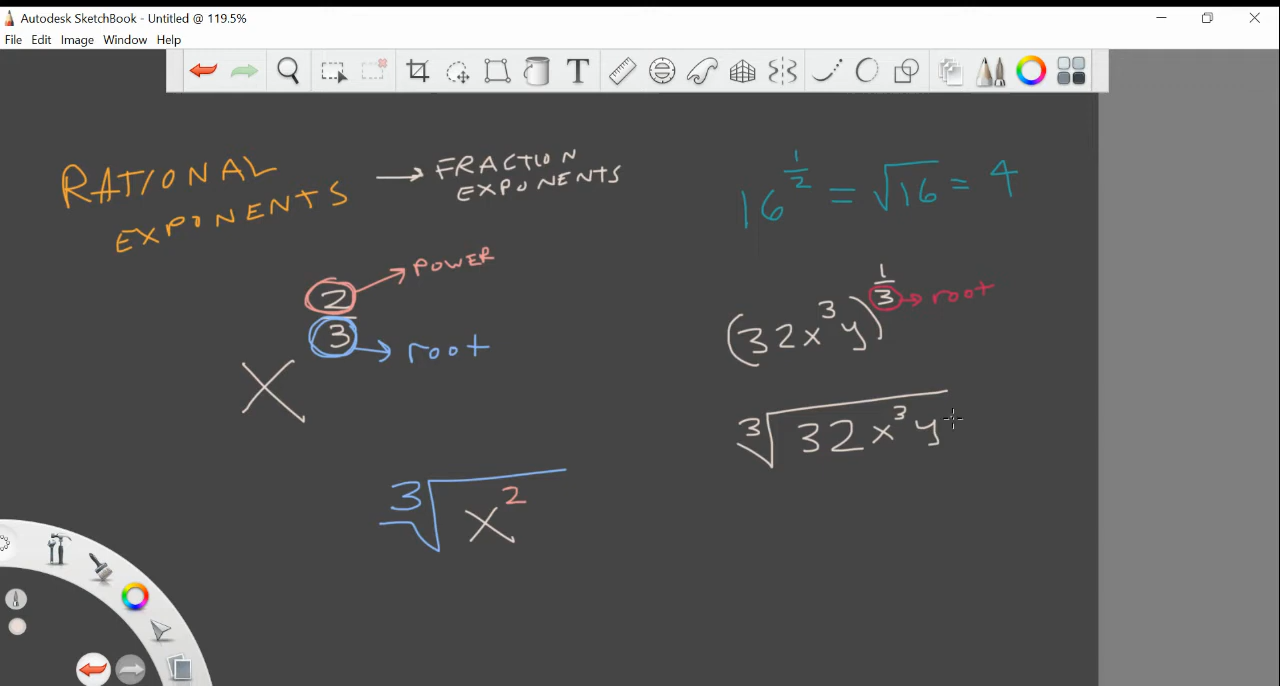 Autodesk SketchBook - Untitled @ 119.5%
File Edit Image Window Help
T
RATIONAL
EXPONENTS
→ FRACTION
EXPONENTS
2 → POWER
3 → root
X
∛x²
16^(1/2) = √16 = 4
(32x³y)^(1/3) → root
∛32x³y